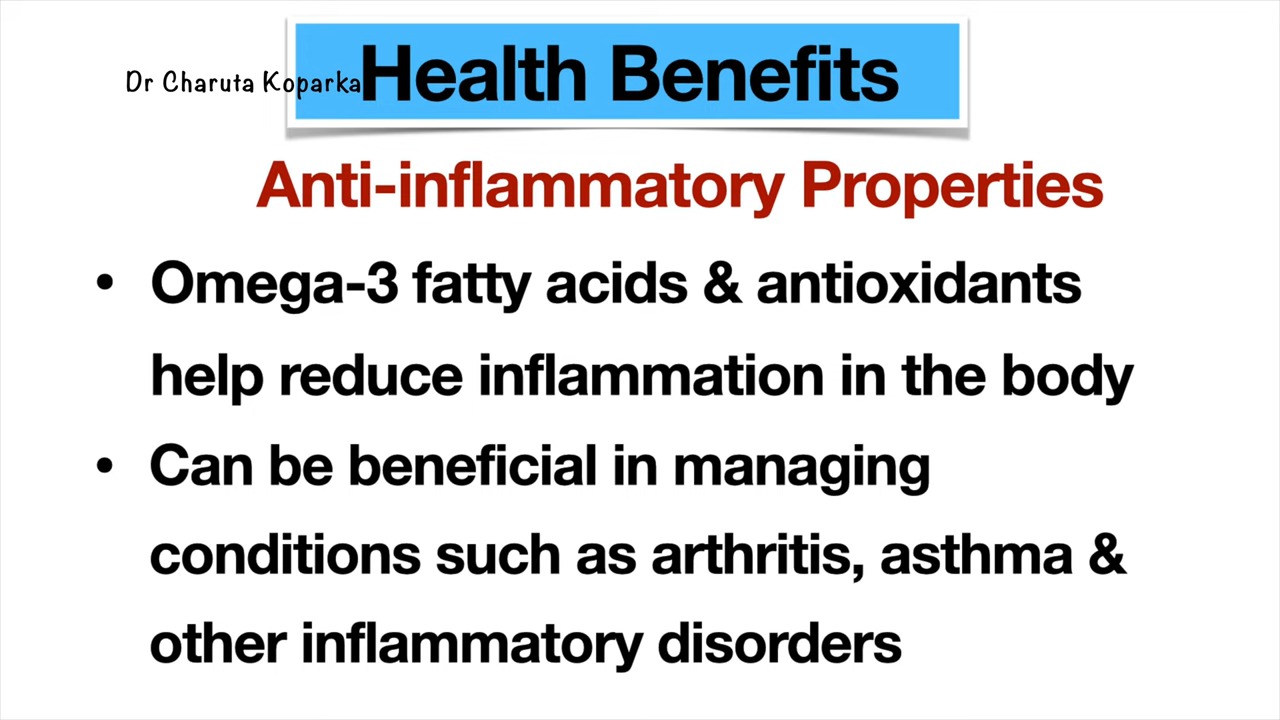 Dr Charuta Koparka
Health Benefits
Anti-inflammatory Properties
• Omega-3 fatty acids & antioxidants
help reduce inflammation in the body
• Can be beneficial in managing
conditions such as arthritis, asthma &
other inflammatory disorders